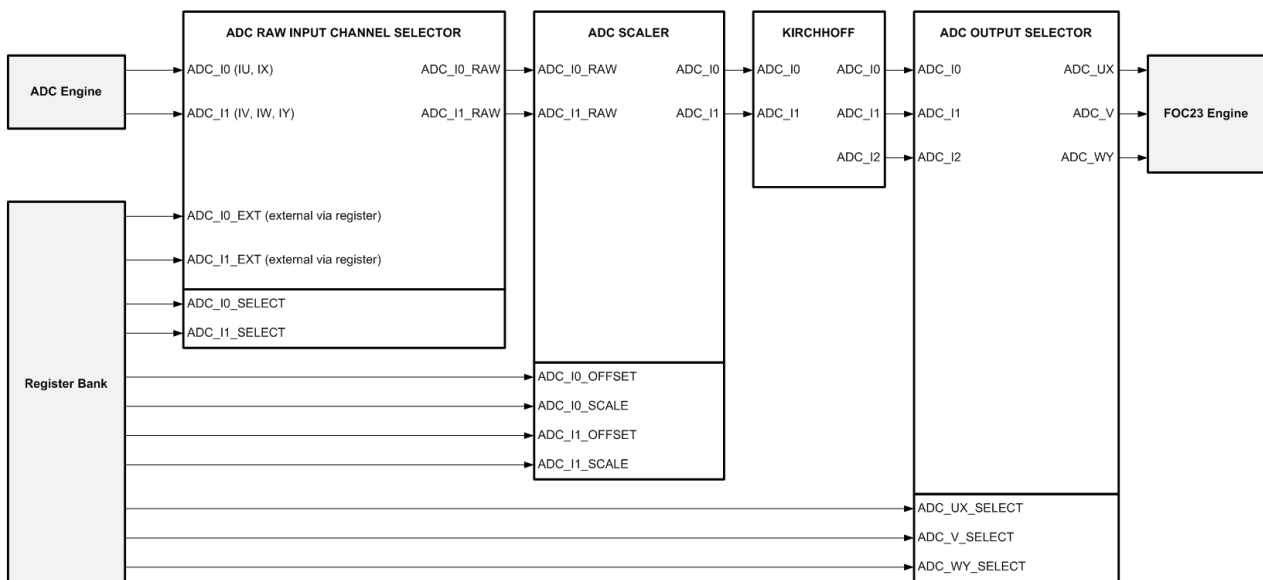 ADC RAW INPUT CHANNEL SELECTOR
ADC SCALER
KIRCHHOFF
ADC OUTPUT SELECTOR
ADC Engine
ADC_I0 (IU, IX)
ADC_I0_RAW
ADC_I0_RAW
ADC_I0
ADC_I0
ADC_I0
ADC_I0
ADC_UX
ADC_I1 (IV, IW, IY)
ADC_I1_RAW
ADC_I1_RAW
ADC_I1
ADC_I1
ADC_I1
ADC_I1
ADC_V
FOC23 Engine
ADC_I2
ADC_I2
ADC_WY
ADC_I0_EXT (external via register)
ADC_I1_EXT (external via register)
ADC_I0_SELECT
ADC_I1_SELECT
Register Bank
ADC_I0_OFFSET
ADC_I0_SCALE
ADC_I1_OFFSET
ADC_I1_SCALE
ADC_UX_SELECT
ADC_V_SELECT
ADC_WY_SELECT